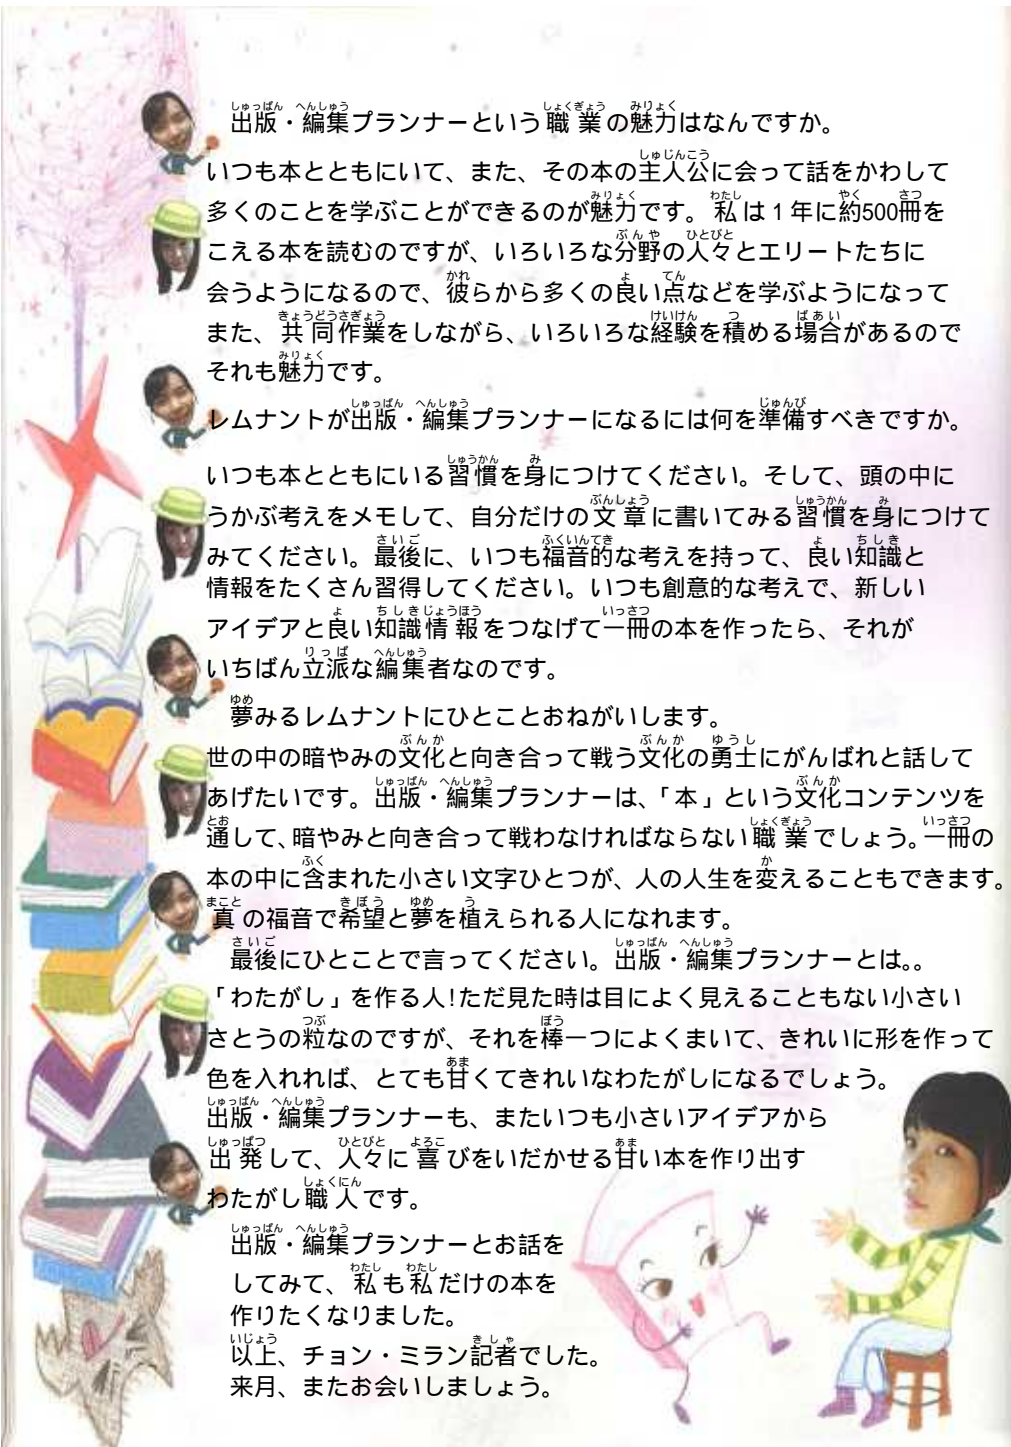 出版・編集プランナーという職業の魅力はなんですか。
いつも本とともにいて、また、その本の主人公に会って話をかわして
多くのことを学ぶことができるのが魅力です。私は1年に約500冊を
こえる本を読むのですが、いろいろな分野の人々とエリートたちに
会うようになるので、彼らから多くの良い点などを学ぶようになって
また、共同作業をしながら、いろいろな経験を積める場合があるので
それも魅力です。
レムナントが出版・編集プランナーになるには何を準備すべきですか。
いつも本とともにいる習慣を身につけてください。そして、頭の中に
うかぶ考えをメモして、自分だけの文章に書いてみる習慣を身につけて
みてください。最後に、いつも福音的な考えを持って、良い知識と
情報をたくさん習得してください。いつも創意的な考えで、新しい
アイデアと良い知識情報をつなげて一冊の本を作ったら、それが
いちばん立派な編集者なのです。
夢みるレムナントにひとことおねがいします。
世の中の暗やみの文化と向き合って戦う文化の勇士にがんばれと話して
あげたいです。出版・編集プランナーは、「本」という文化コンテンツを
通して、暗やみと向き合って戦わなければならない職業でしょう。一冊の
本の中に含まれた小さい文字ひとつが、人の人生を変えることもできます。
真の福音で希望と夢を植えられる人になれます。
最後にひとことで言ってください。出版・編集プランナーとは。。
「わたがし」を作る人!ただ見た時は目によく見えることもない小さい
さとうの粒なのですが、それを棒一つによくまいて、きれいに形を作って
色を入れれば、とても甘くてきれいなわたがしになるでしょう。
出版・編集プランナーも、またいつも小さいアイデアから
出発して、人々に喜びをいだかせる甘い本を作り出す
わたがし職人です。
出版・編集プランナーとお話を
してみて、私も私だけの本を
作りたくなりました。
以上、チョン・ミラン記者でした。
来月、またお会いしましょう。